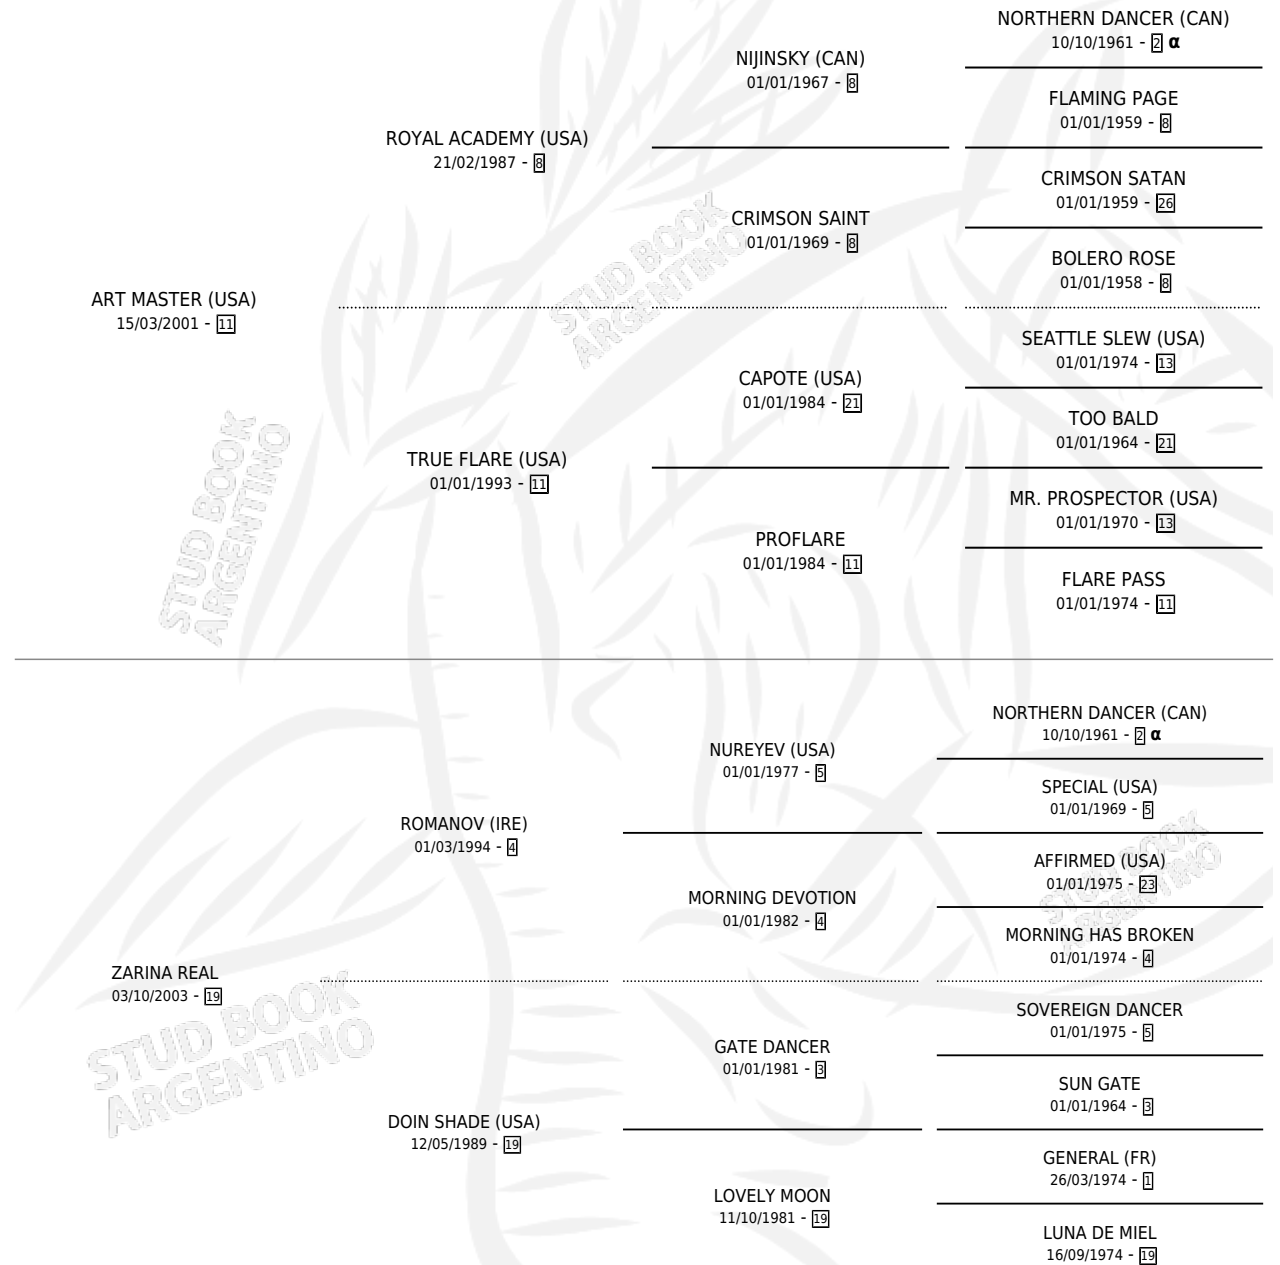 NORTHERN DANCER (CAN)
10/10/1961 - 2 α
NIJINSKY (CAN)
01/01/1967 - 8
FLAMING PAGE
01/01/1959 - 8
ROYAL ACADEMY (USA)
21/02/1987 - 8
CRIMSON SATAN
01/01/1959 - 26
CRIMSON SAINT
01/01/1969 - 8
BOLERO ROSE
01/01/1958 - 8
ART MASTER (USA)
15/03/2001 - 11
SEATTLE SLEW (USA)
01/01/1974 - 13
CAPOTE (USA)
01/01/1984 - 21
TOO BALD
01/01/1964 - 21
TRUE FLARE (USA)
01/01/1993 - 11
MR. PROSPECTOR (USA)
01/01/1970 - 13
PROFLARE
01/01/1984 - 11
FLARE PASS
01/01/1974 - 11
STUD BOOK
ARGENTINO
STUD BOOK
ARGENTINO
NORTHERN DANCER (CAN)
10/10/1961 - 2 α
NUREYEV (USA)
01/01/1977 - 5
SPECIAL (USA)
01/01/1969 - 5
ROMANOV (IRE)
01/03/1994 - 4
AFFIRMED (USA)
01/01/1975 - 23
MORNING DEVOTION
01/01/1982 - 4
MORNING HAS BROKEN
01/01/1974 - 4
ZARINA REAL
03/10/2003 - 19
SOVEREIGN DANCER
01/01/1975 - 5
GATE DANCER
01/01/1981 - 3
SUN GATE
01/01/1964 - 3
DOIN SHADE (USA)
12/05/1989 - 19
GENERAL (FR)
26/03/1974 - 1
LOVELY MOON
11/10/1981 - 19
LUNA DE MIEL
16/09/1974 - 19
STUD BOOK
ARGENTINO
STUD BOOK
ARGENTINO